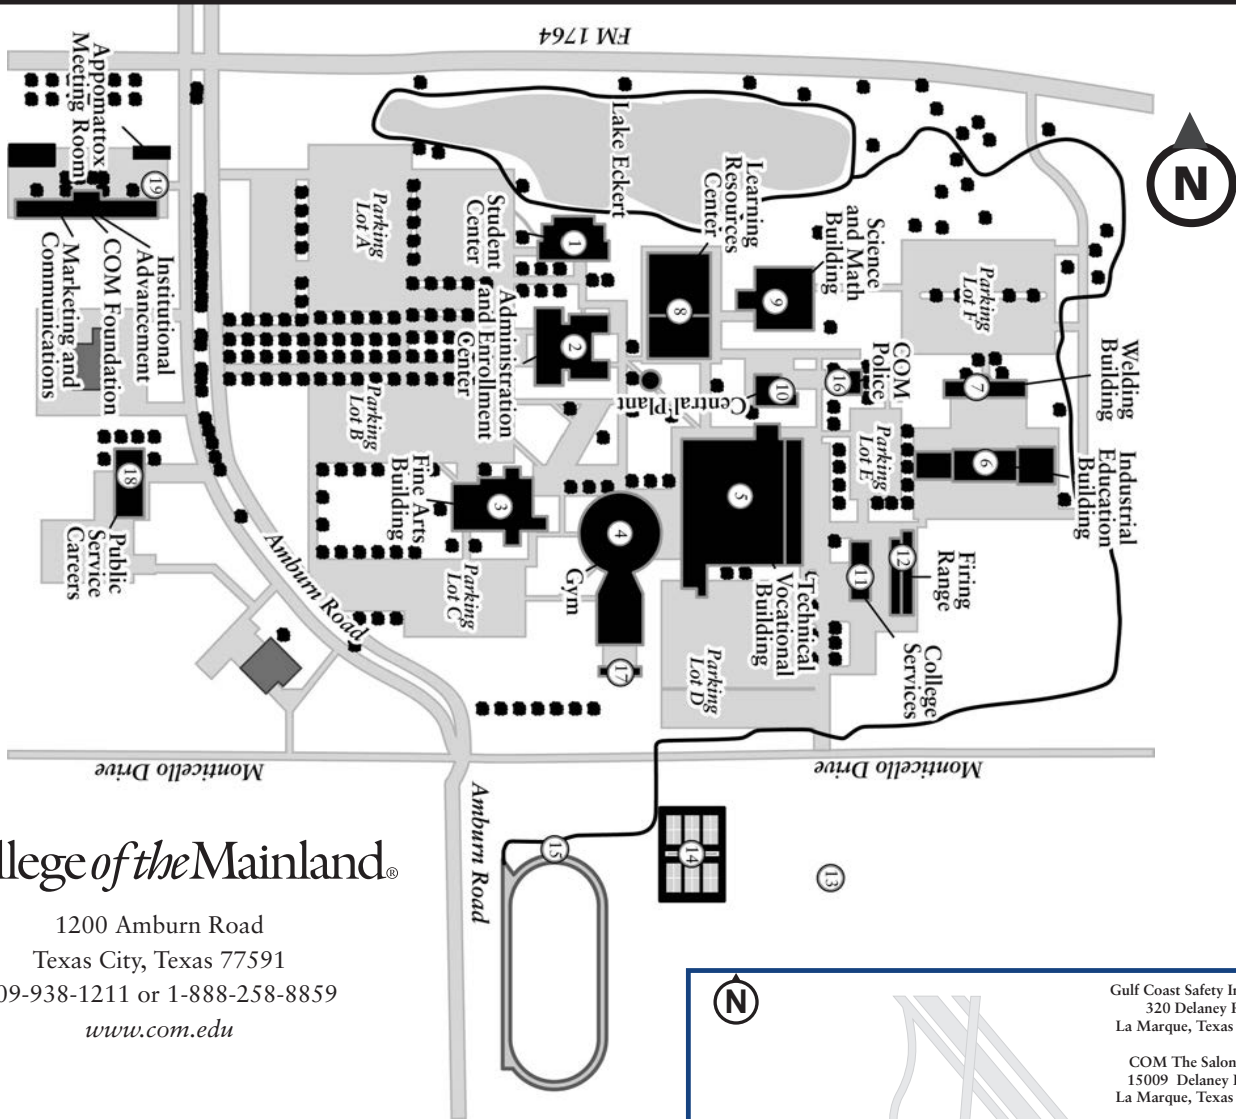 FM 1764
Appomattox
Meeting Room
19
Institutional
Advancement
COM Foundation
Marketing and
Communications
Parking
Lot A
Lake Eckert
Student
Center
1
Learning
Resources
Center
8
Science
and Math
Building
9
Parking
Lot F
N
Administration
and Enrollment
Center
2
Central Plant
10
16
COM
Police
7
Welding
Building
Parking
Lot B
Parking
Lot E
6
Industrial
Education
Building
18
Public
Service
Careers
Fine Arts
Building
3
4
Gym
5
Technical
Vocational
Building
11
12
Firing
Range
College
Services
Amburn Road
Parking
Lot C
17
Parking
Lot D
Monticello Drive
Monticello Drive
Amburn Road
15
14
13
llege of the Mainland®
1200 Amburn Road
Texas City, Texas 77591
09-938-1211 or 1-888-258-8859
www.com.edu
N
Gulf Coast Safety In
320 Delaney
La Marque, Texas
COM The Salon
15009 Delaney
La Marque, Texas